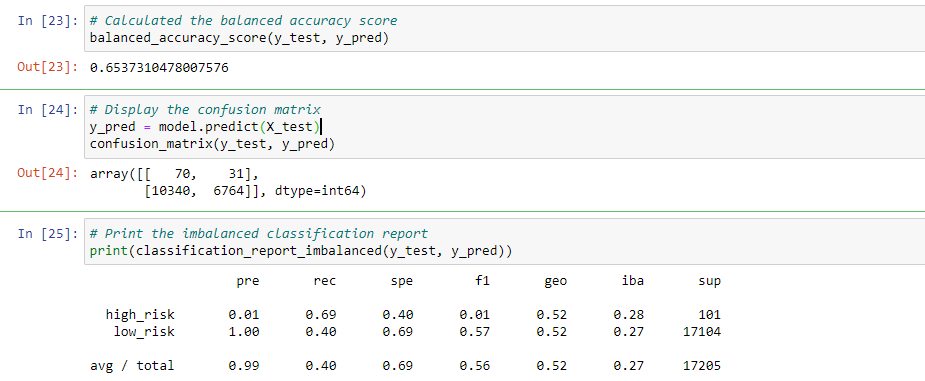 In [23]: # Calculated the balanced accuracy score
balanced_accuracy_score(y_test, y_pred)
Out[23]: 0.6537310478007576
In [24]: # Display the confusion matrix
y_pred = model.predict(X_test)
confusion_matrix(y_test, y_pred)
Out[24]: array([[   70,    31],
       [10340,  6764]], dtype=int64)
In [25]: # Print the imbalanced classification report
print(classification_report_imbalanced(y_test, y_pred))
pre rec spe f1 geo iba sup
high_risk 0.01 0.69 0.40 0.01 0.52 0.28 101
low_risk 1.00 0.40 0.69 0.57 0.52 0.27 17104
avg / total 0.99 0.40 0.69 0.56 0.52 0.27 17205